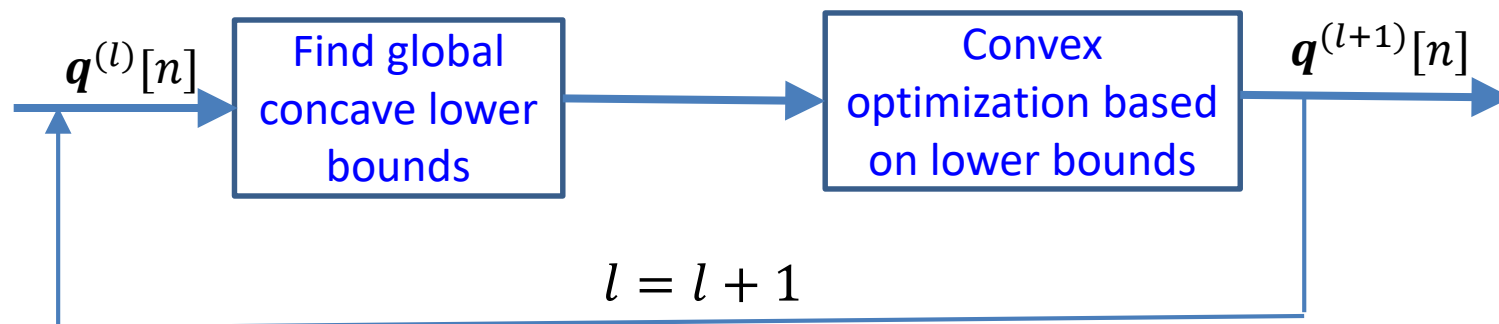 𝒒^{(l)}[n]
Find global
concave lower
bounds
Convex
optimization based
on lower bounds
𝒒^{(l+1)}[n]
l = l + 1